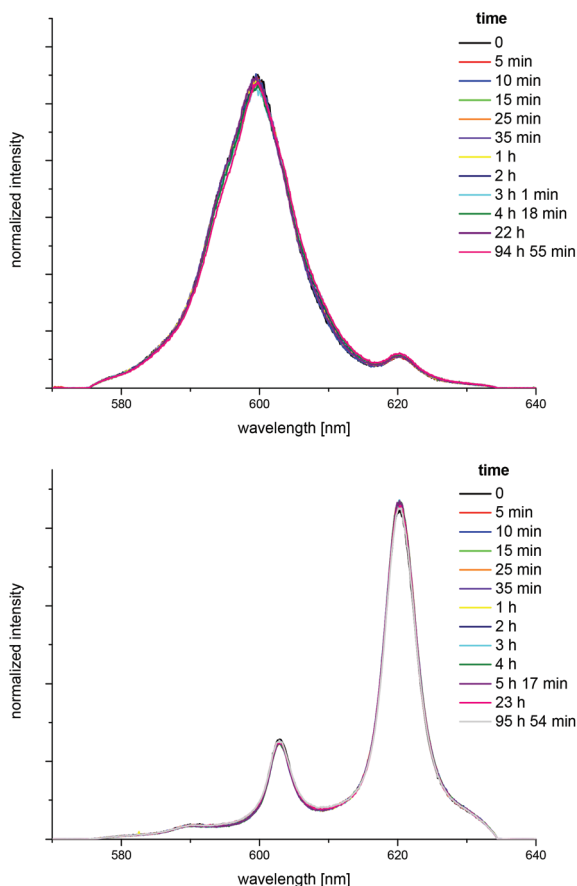 time
0
5 min
10 min
15 min
25 min
35 min
1 h
2 h
3 h 1 min
4 h 18 min
22 h
94 h 55 min
normalized intensity
580
600
620
640
wavelength [nm]
time
0
5 min
10 min
15 min
25 min
35 min
1 h
2 h
3 h
4 h
5 h 17 min
23 h
95 h 54 min
normalized intensity
580
600
620
640
wavelength [nm]